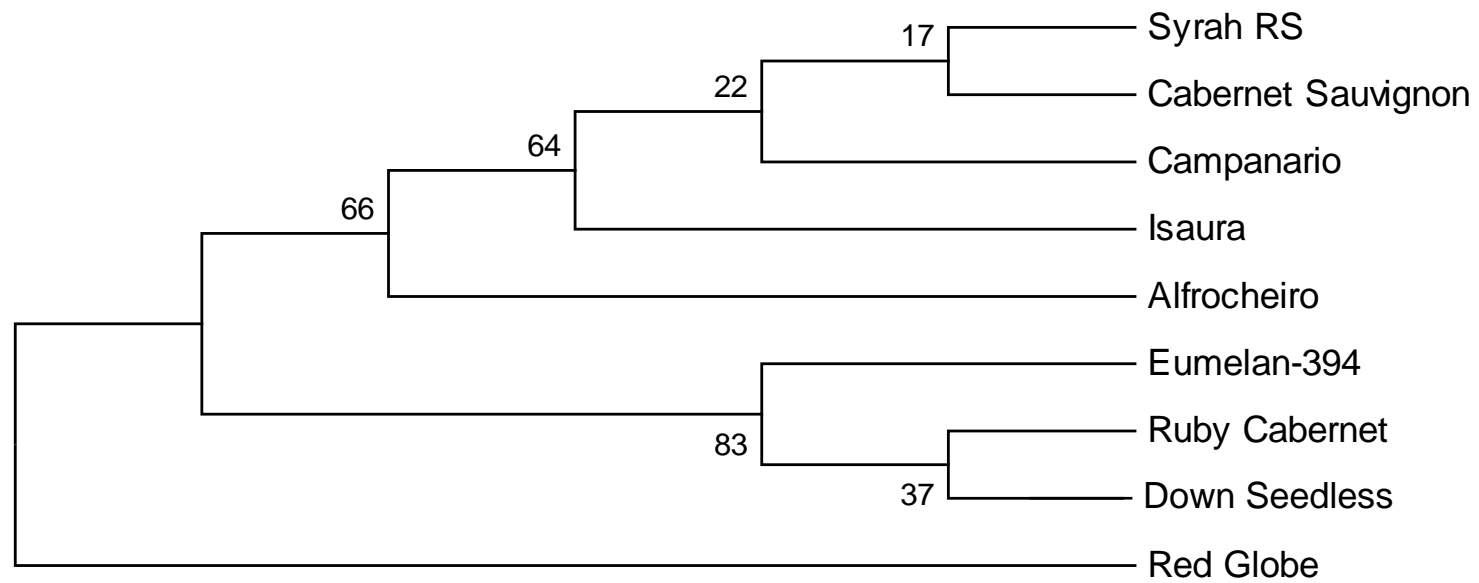 17
Syrah RS
22
Cabernet Sauvignon
64
Campanario
66
Isaura
Alfrocheiro
Eumelan-394
83
Ruby Cabernet
37
Down Seedless
Red Globe